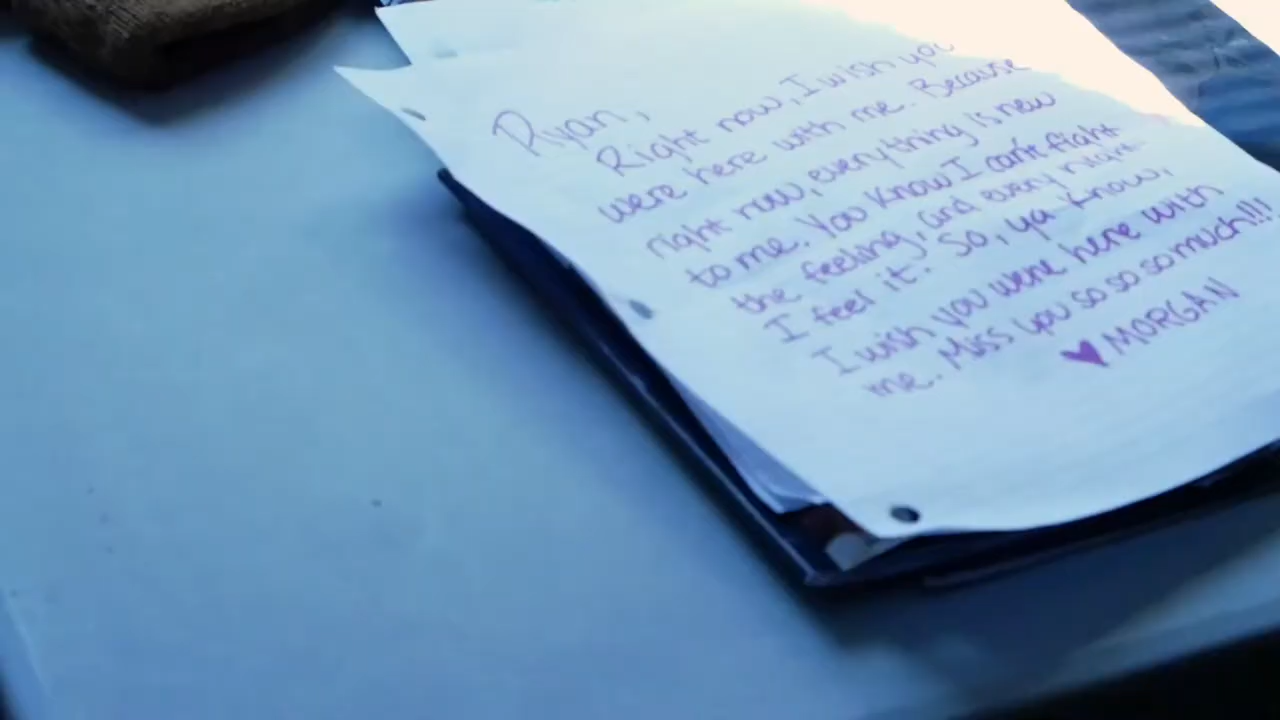 Ryan,
Right now, I wish you
were here with me. Because
right now, everything is new
to me. You know I can't fight
the feeling, and every night
I feel it. So, ya know,
I wish you were here with
me. Miss you so so so much!!!
♥ MORGAN